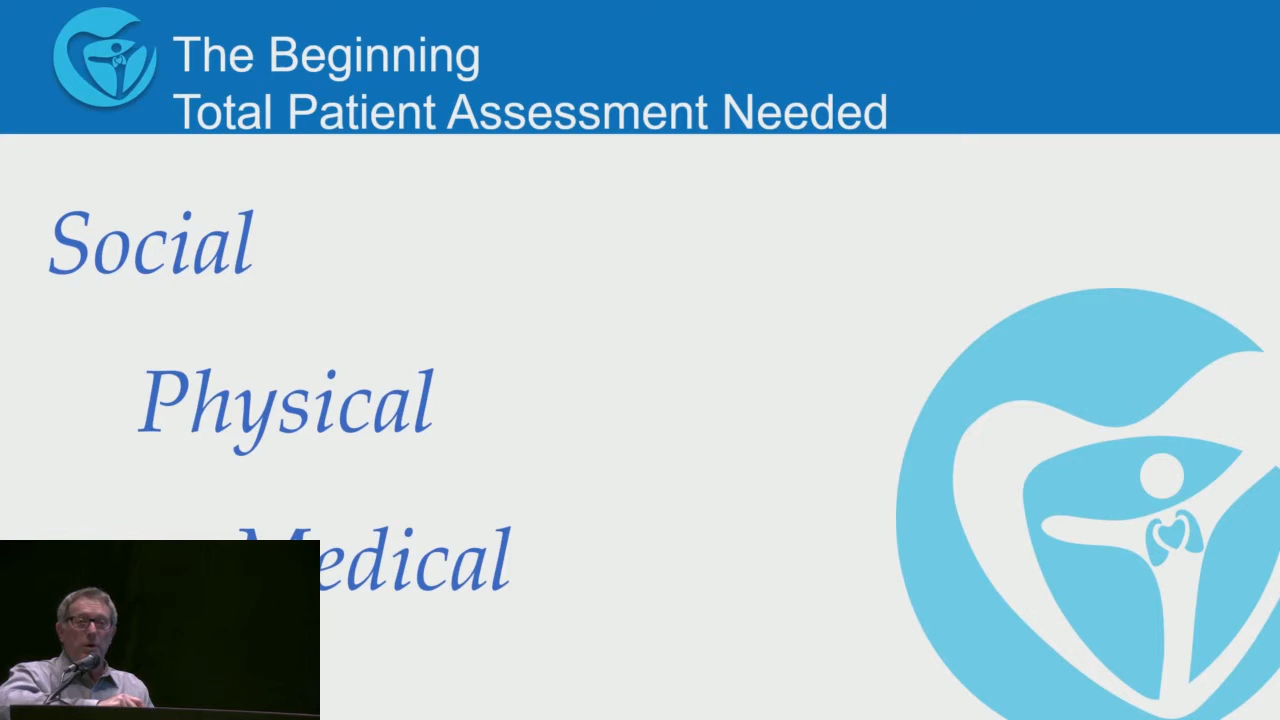 The Beginning
Total Patient Assessment Needed
Social
Physical
Medical